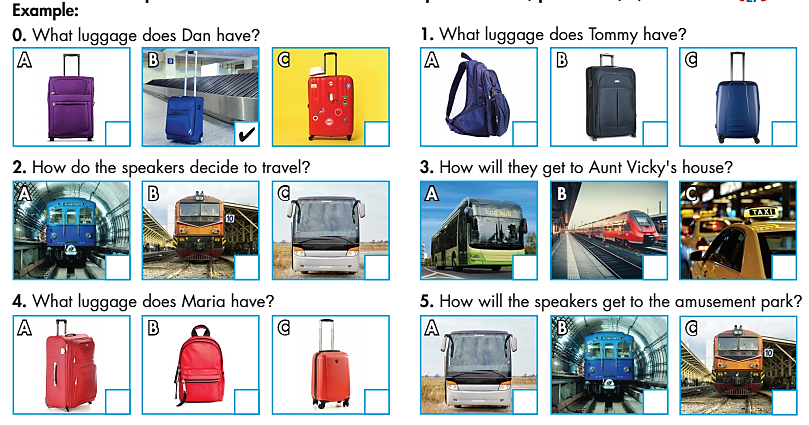 Example:
0. What luggage does Dan have?
A
B
C
1. What luggage does Tommy have?
A
B
C
2. How do the speakers decide to travel?
A
B
10
C
3. How will they get to Aunt Vicky's house?
A
ECO BUS
B
C
TAXI
4. What luggage does Maria have?
A
B
C
5. How will the speakers get to the amusement park?
A
B
C
10